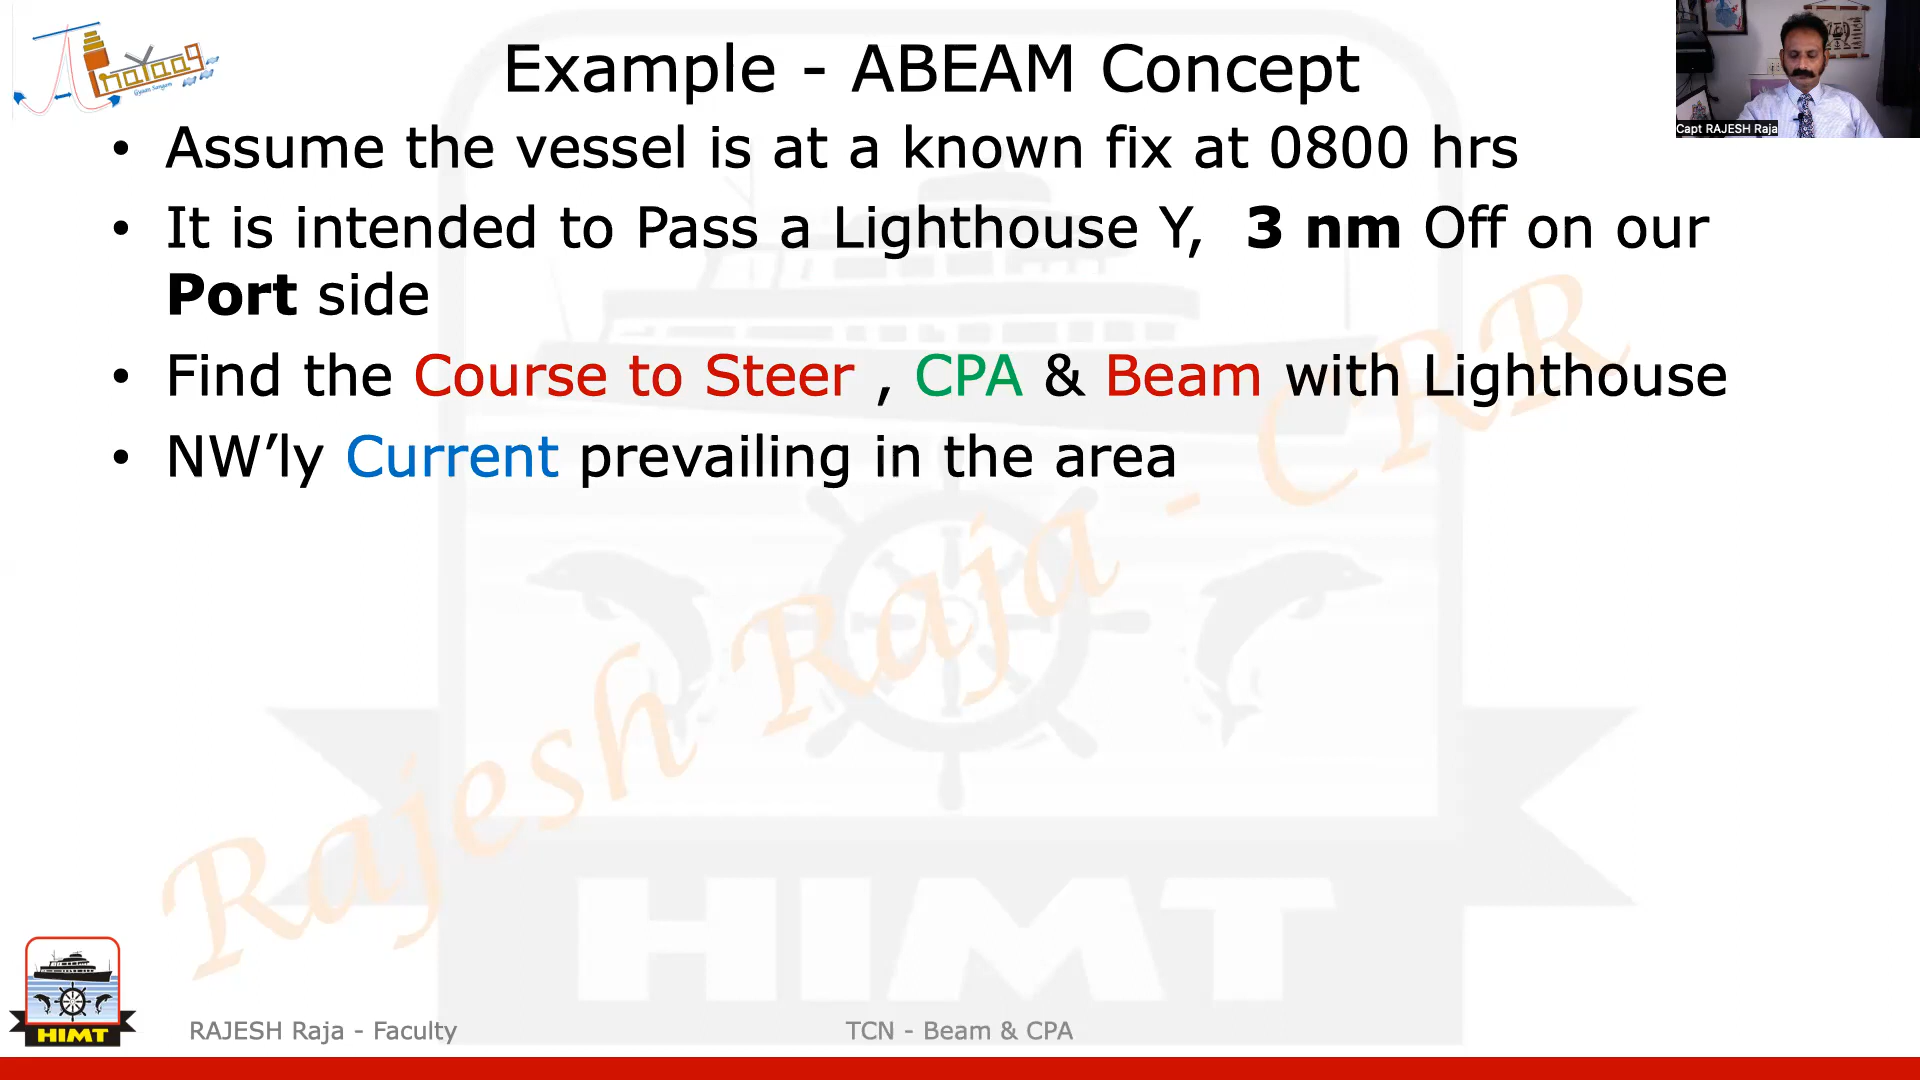 Example - ABEAM Concept
Capt RAJESH Raja
• Assume the vessel is at a known fix at 0800 hrs
• It is intended to Pass a Lighthouse Y, 3 nm Off on our
Port side
• Find the Course to Steer , CPA & Beam with Lighthouse
• NW’ly Current prevailing in the area
Rajesh Raja - CRR
HIMT
HIMT
RAJESH Raja - Faculty
TCN - Beam & CPA